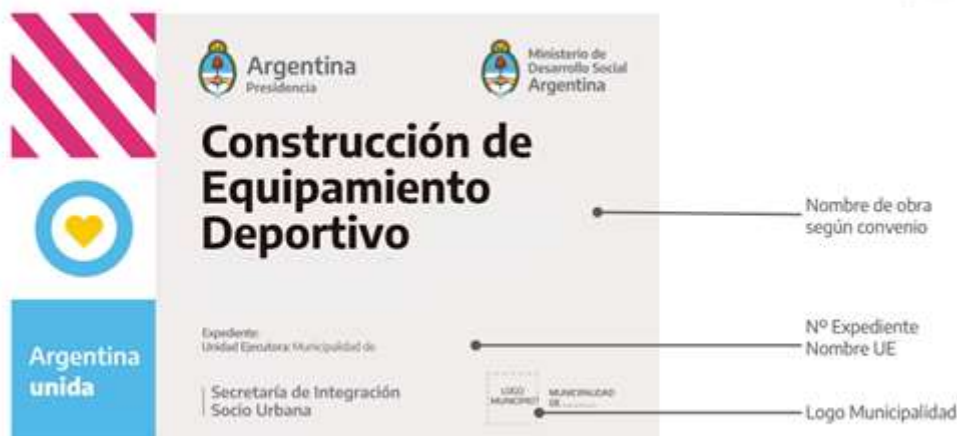 Argentina
Presidencia
Ministerio de
Desarrollo Social
Argentina
Construcción de
Equipamiento
Deportivo
Nombre de obra
según convenio
Expediente:
Unidad Ejecutora: Municipalidad de
Nº Expediente
Nombre UE
Argentina
unida
Secretaría de Integración
Socio Urbana
LOGO
MUNICIPIO
MUNICIPALIDAD
DE
Logo Municipalidad